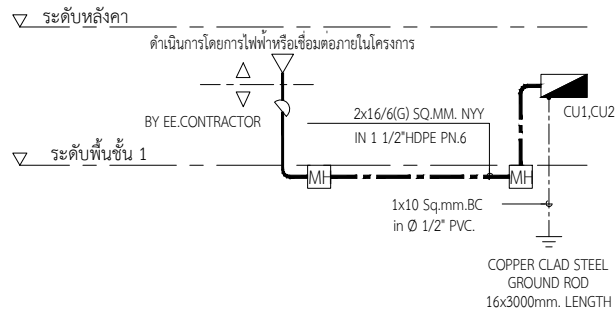 ระดับหลังคา
ดำเนินการโดยการไฟฟ้าหรือเชื่อมต่อภายในโครงการ
BY EE.CONTRACTOR
2x16/6(G) SQ.MM. NYY
IN 1 1/2"HDPE PN.6
CU1,CU2
ระดับพื้นชั้น 1
MH
MH
1x10 Sq.mm.BC
in Ø 1/2" PVC.
COPPER CLAD STEEL
GROUND ROD
16x3000mm. LENGTH